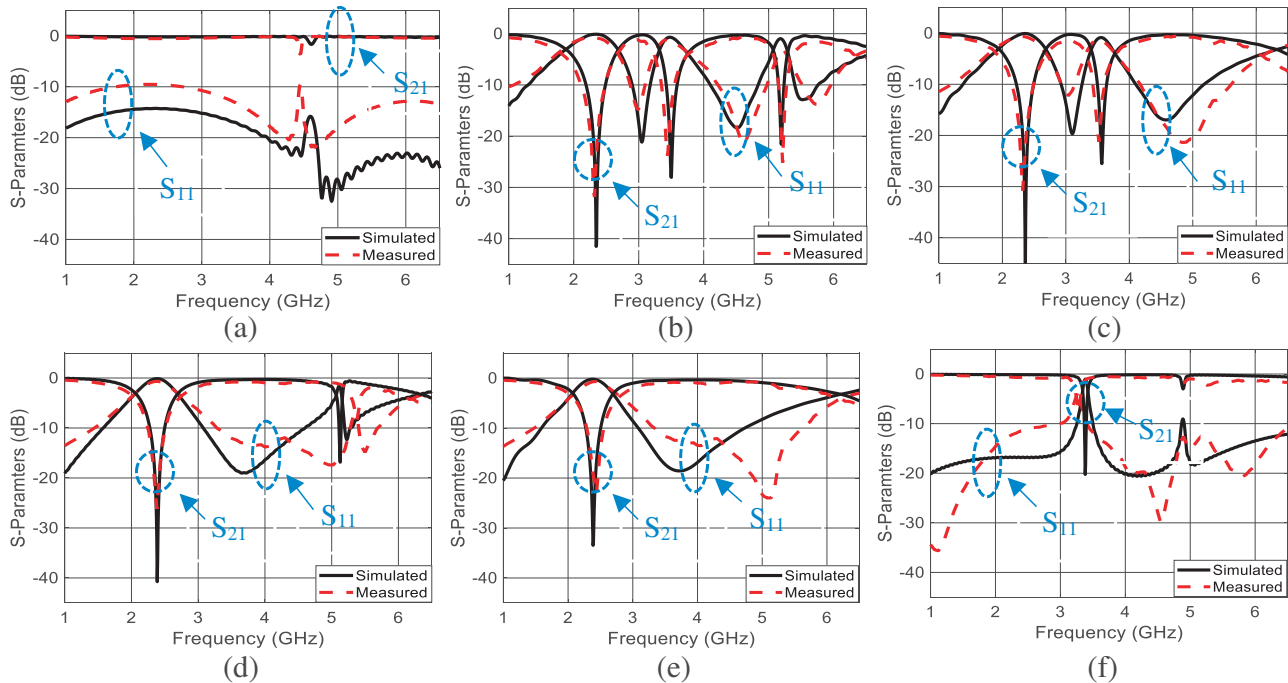 S-Paramters (dB)
0
-10
-20
-30
-40
S21
S11
Simulated
Measured
1 2 3 4 5 6
Frequency (GHz)
(a)
S-Paramters (dB)
0
-10
-20
-30
-40
S11
S21
Simulated
Measured
1 2 3 4 5 6
Frequency (GHz)
(b)
S-Paramters (dB)
0
-10
-20
-30
-40
S11
S21
Simulated
Measured
1 2 3 4 5 6
Frequency (GHz)
(c)
S-Paramters (dB)
0
-10
-20
-30
-40
S21
S11
Simulated
Measured
1 2 3 4 5 6
Frequency (GHz)
(d)
S-Paramters (dB)
0
-10
-20
-30
-40
S21
S11
Simulated
Measured
1 2 3 4 5 6
Frequency (GHz)
(e)
S-Paramters (dB)
0
-10
-20
-30
-40
S21
S11
Simulated
Measured
1 2 3 4 5 6
Frequency (GHz)
(f)